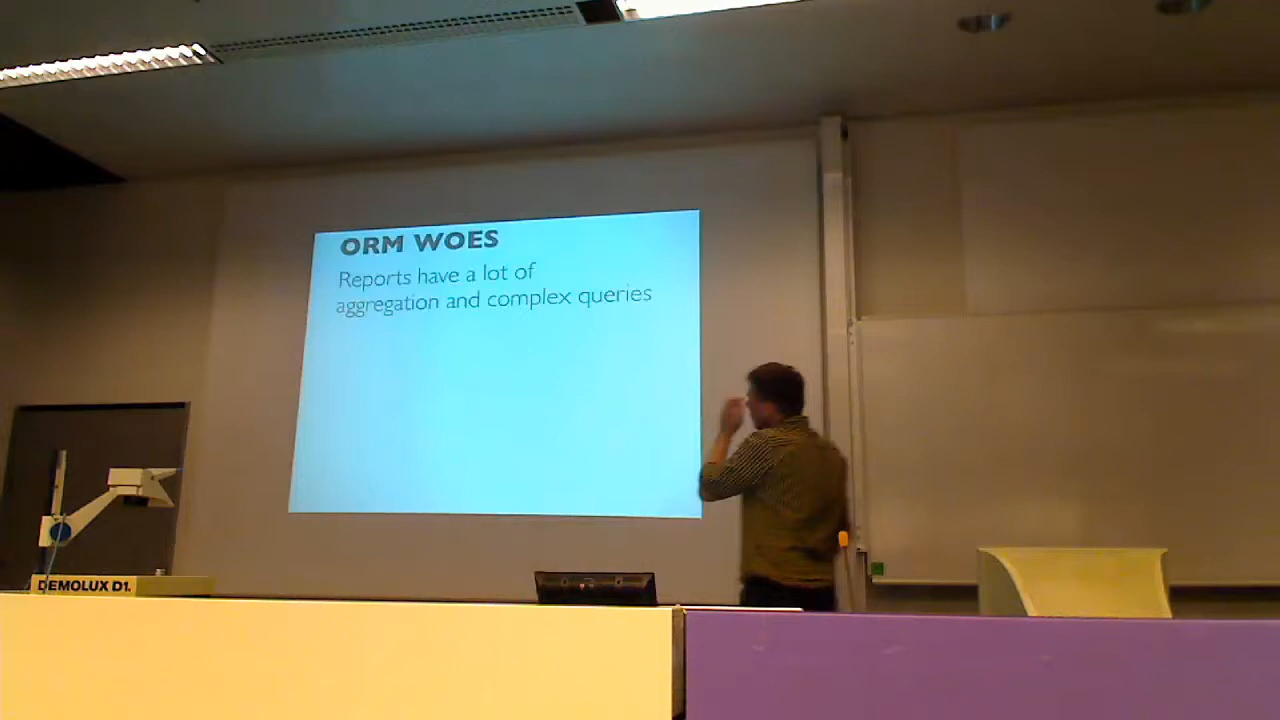 ORM WOES
Reports have a lot of
aggregation and complex queries
DEMOLUX D1.